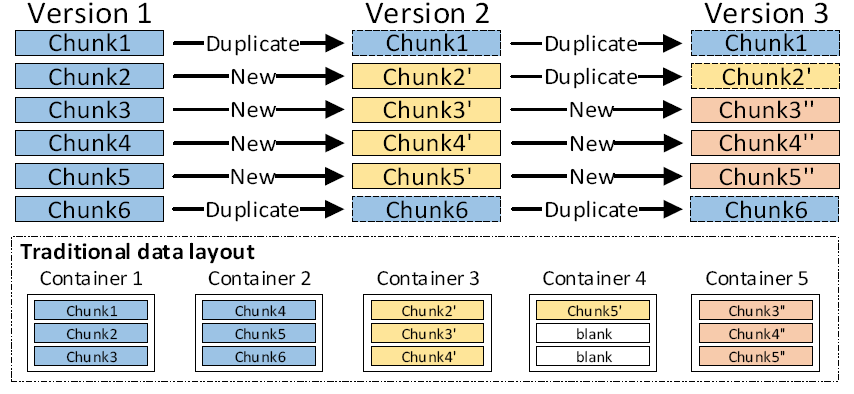 Version 1 Version 2 Version 3
Chunk1 Duplicate Chunk1 Duplicate Chunk1
Chunk2 New Chunk2' Duplicate Chunk2'
Chunk3 New Chunk3' New Chunk3''
Chunk4 New Chunk4' New Chunk4''
Chunk5 New Chunk5' New Chunk5''
Chunk6 Duplicate Chunk6 Duplicate Chunk6
Traditional data layout
Container 1 Container 2 Container 3 Container 4 Container 5
Chunk1 Chunk4 Chunk2' Chunk5' Chunk3''
Chunk2 Chunk5 Chunk3' blank Chunk4''
Chunk3 Chunk6 Chunk4' blank Chunk5''